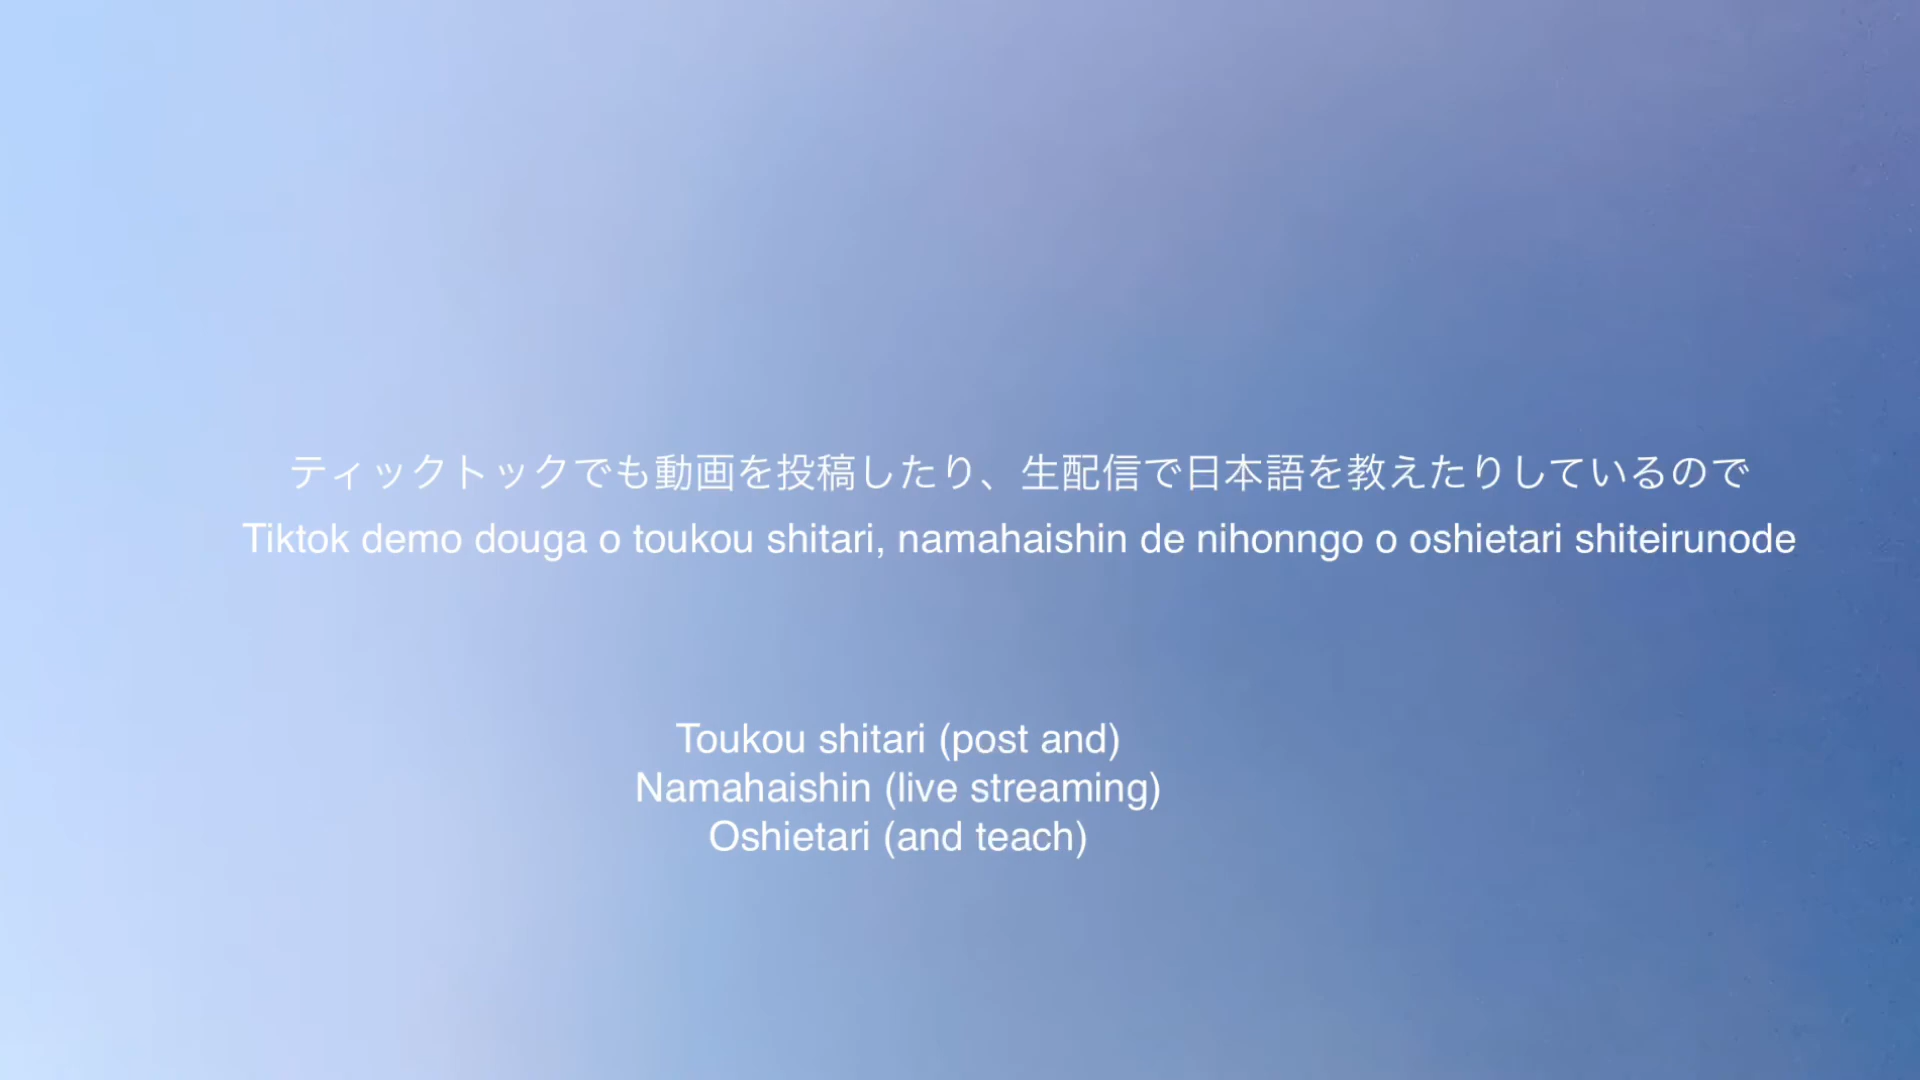 ティックトックでも動画を投稿したり、生配信で日本語を教えたりしているので
Tiktok demo douga o toukou shitari, namahaishin de nihonngo o oshietari shiteirunode
Toukou shitari (post and)
Namahaishin (live streaming)
Oshietari (and teach)